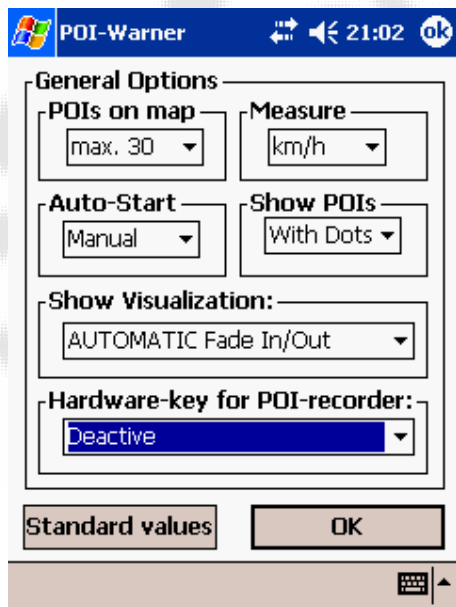 POI-Warner 21:02 ok
General Options
POIs on map Measure
max. 30 km/h
Auto-Start Show POIs
Manual With Dots
Show Visualization:
AUTOMATIC Fade In/Out
Hardware-key for POI-recorder:
Deactive
Standard values OK